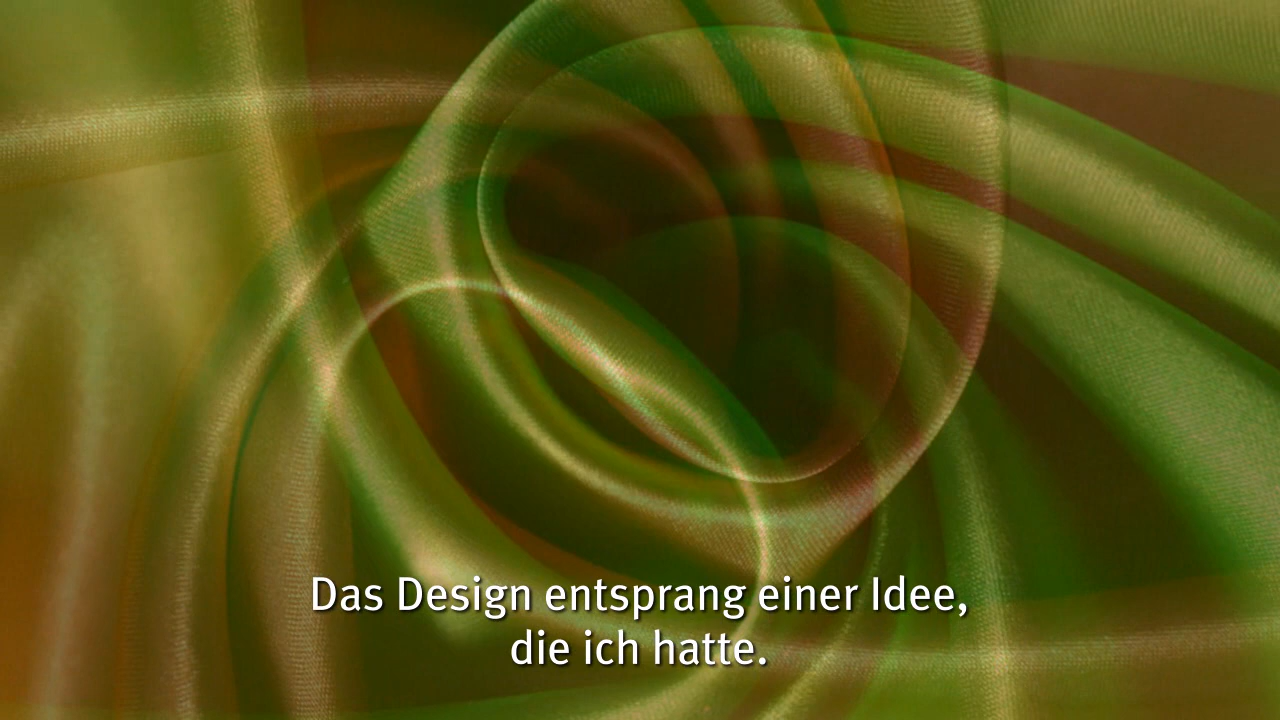 Das Design entsprang einer Idee,
die ich hatte.